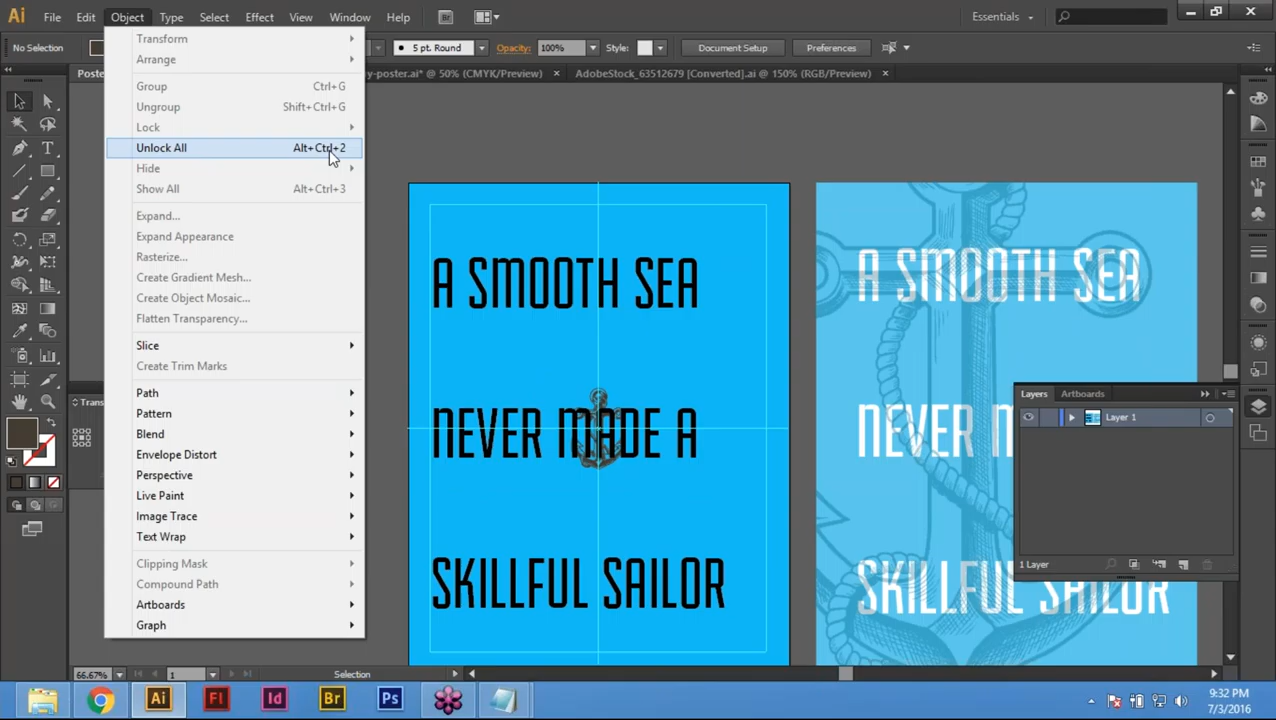 Ai File Edit Object Type Select Effect View Window Help Br Essentials
No Selection 5 pt. Round Opacity: 100% Style: Document Setup Preferences
Poste y-poster.ai* @ 50% (CMYK/Preview) × AdobeStock_63512679 [Converted].ai @ 150% (RGB/Preview) ×
Transform
Arrange
Group Ctrl+G
Ungroup Shift+Ctrl+G
Lock
Unlock All Alt+Ctrl+2
Hide
Show All Alt+Ctrl+3
Expand...
Expand Appearance
Rasterize...
Create Gradient Mesh...
Create Object Mosaic...
Flatten Transparency...
Slice
Create Trim Marks
Path
Pattern
Blend
Envelope Distort
Perspective
Live Paint
Image Trace
Text Wrap
Clipping Mask
Compound Path
Artboards
Graph
Trans
A SMOOTH SEA
NEVER MADE A
SKILLFUL SAILOR
A SMOOTH SEA
NEVER M
SKILLFUL SAILOR
Layers Artboards
Layer 1
1 Layer
66.67% 1 Selection
Ai Fl Id Br Ps
9:32 PM
7/3/2016